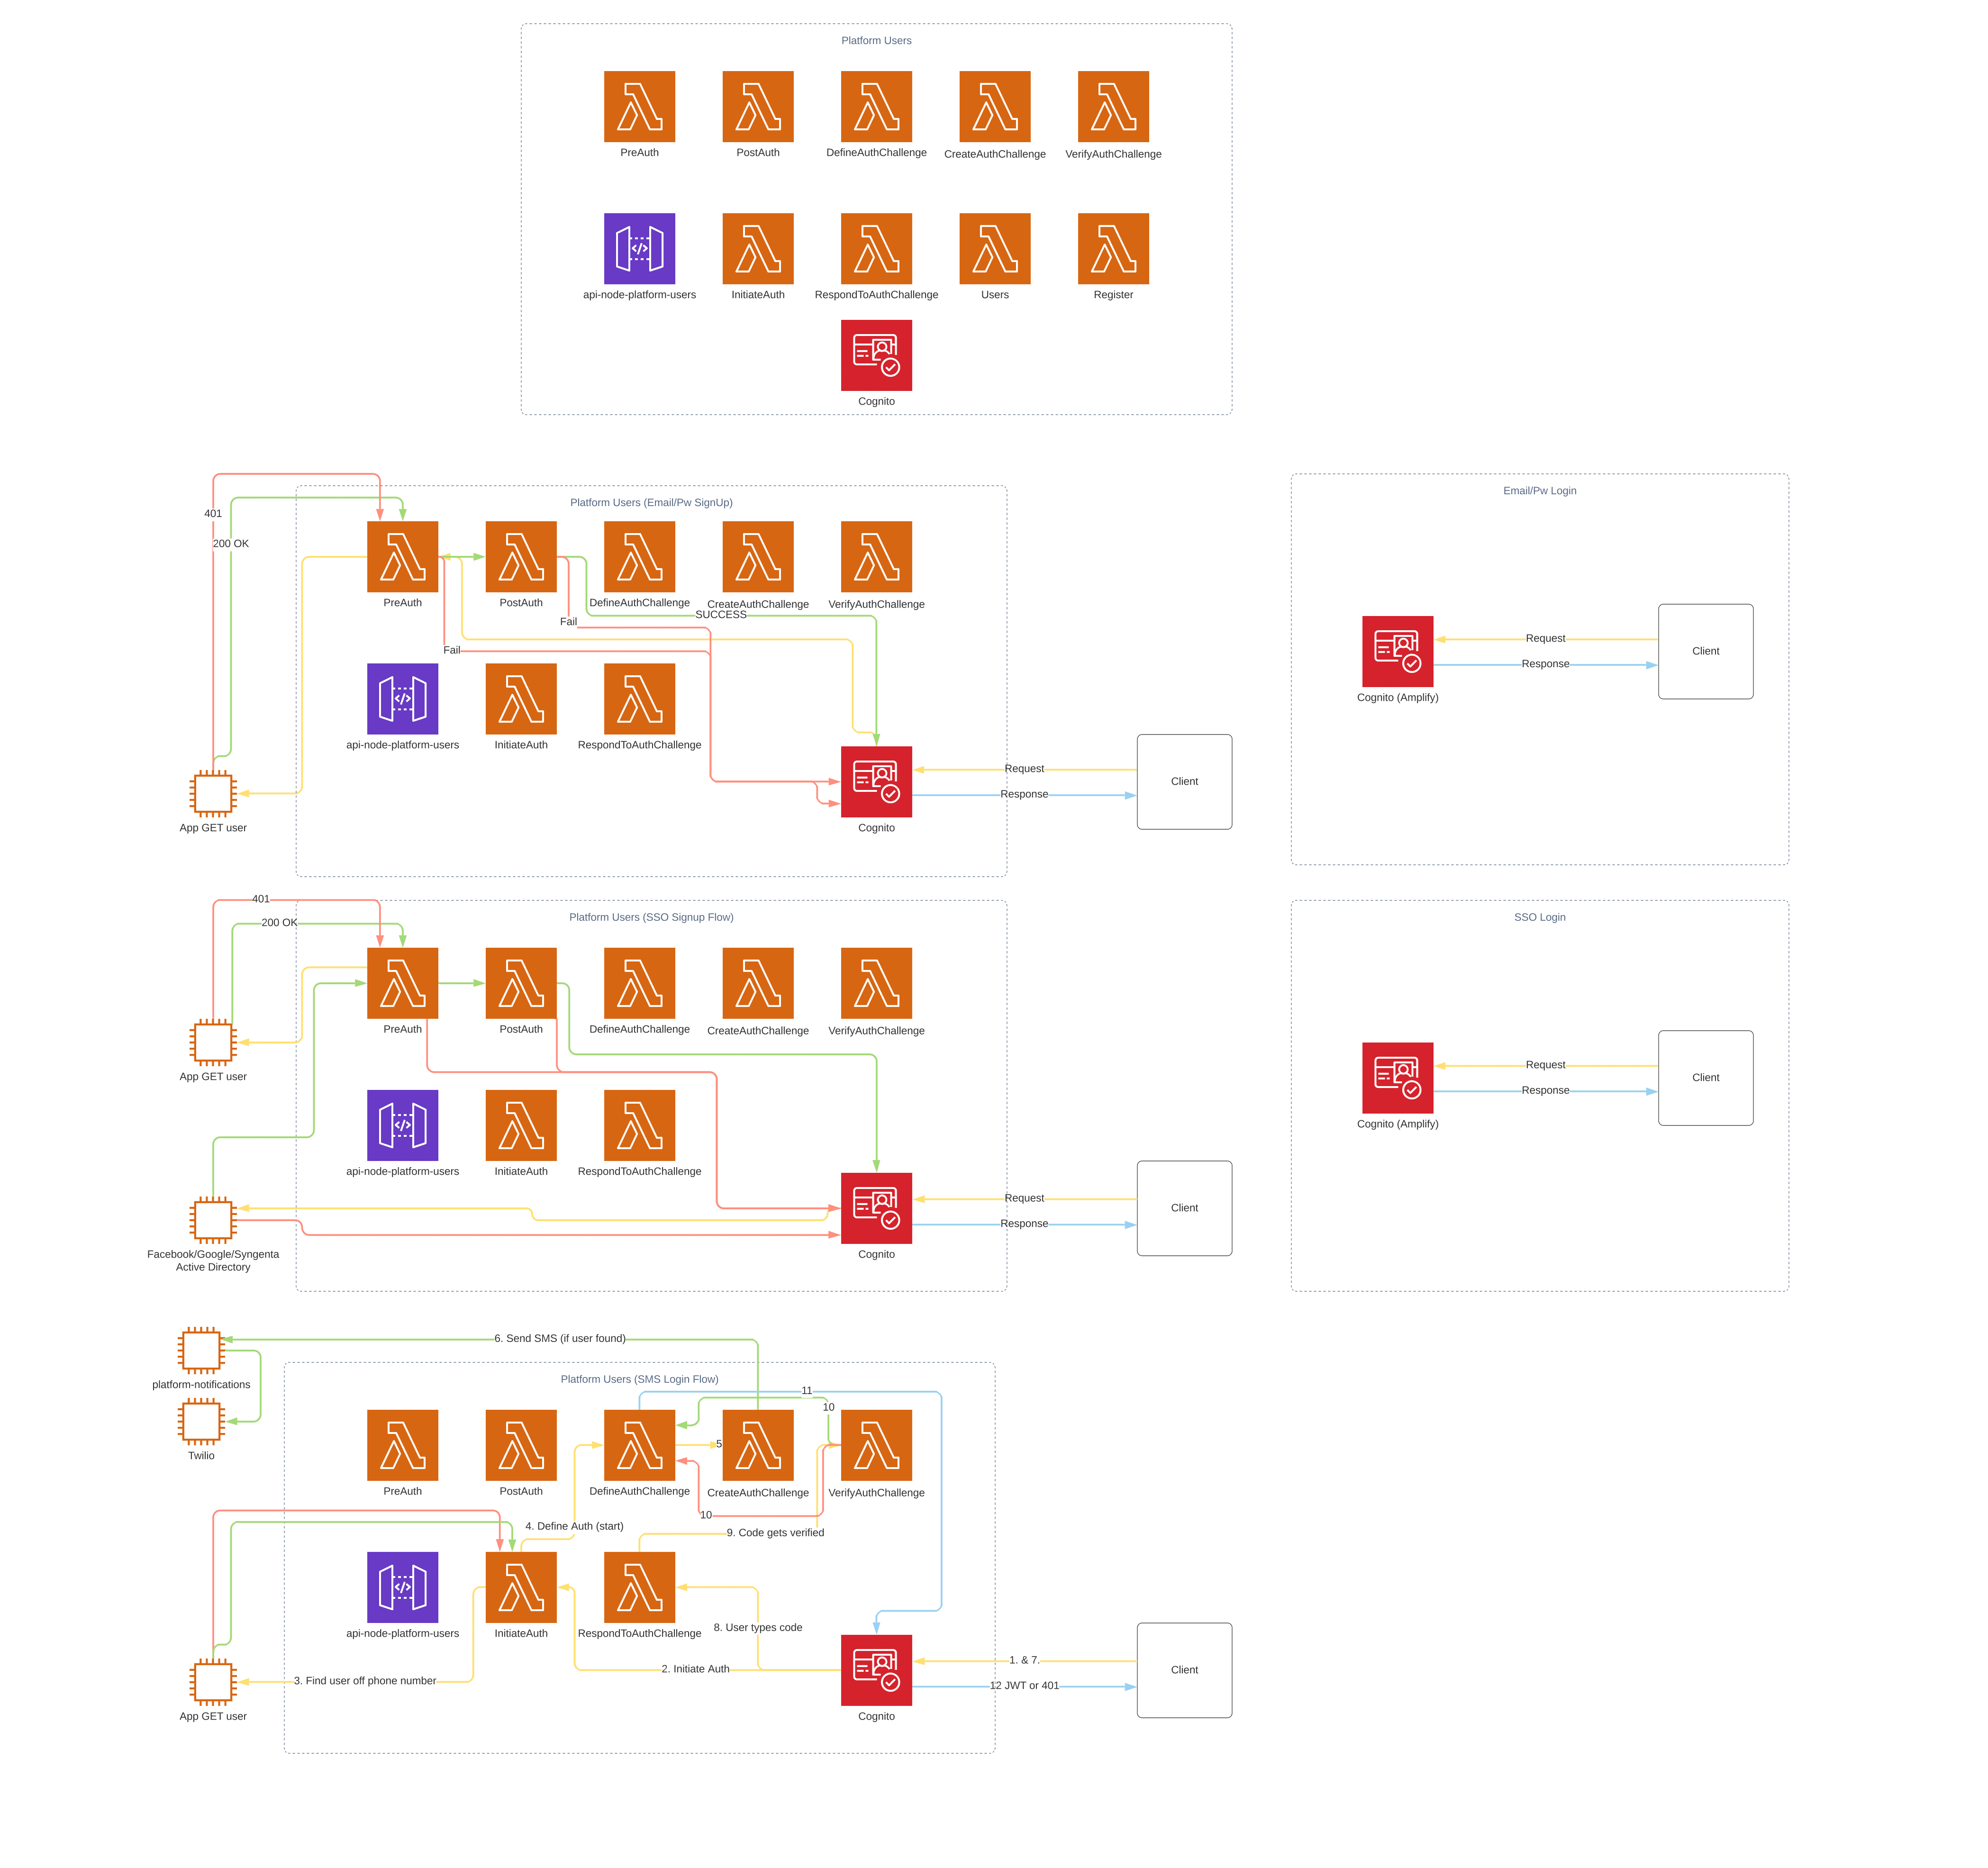 Platform Users
PreAuth
PostAuth
DefineAuthChallenge
CreateAuthChallenge
VerifyAuthChallenge
api-node-platform-users
InitiateAuth
RespondToAuthChallenge
Users
Register
Cognito
401
200 OK
Platform Users (Email/Pw SignUp)
PreAuth
PostAuth
DefineAuthChallenge
CreateAuthChallenge
VerifyAuthChallenge
SUCCESS
Fail
Fail
api-node-platform-users
InitiateAuth
RespondToAuthChallenge
App GET user
Cognito
Request
Response
Client
Email/Pw Login
Cognito (Amplify)
Request
Response
Client
401
200 OK
Platform Users (SSO Signup Flow)
PreAuth
PostAuth
DefineAuthChallenge
CreateAuthChallenge
VerifyAuthChallenge
App GET user
api-node-platform-users
InitiateAuth
RespondToAuthChallenge
Facebook/Google/Syngenta
Active Directory
Cognito
Request
Response
Client
SSO Login
Cognito (Amplify)
Request
Response
Client
6. Send SMS (if user found)
platform-notifications
Twilio
Platform Users (SMS Login Flow)
11
10
5
PreAuth
PostAuth
DefineAuthChallenge
CreateAuthChallenge
VerifyAuthChallenge
10
4. Define Auth (start)
9. Code gets verified
api-node-platform-users
InitiateAuth
RespondToAuthChallenge
8. User types code
2. Initiate Auth
3. Find user off phone number
App GET user
Cognito
1. & 7.
12 JWT or 401
Client